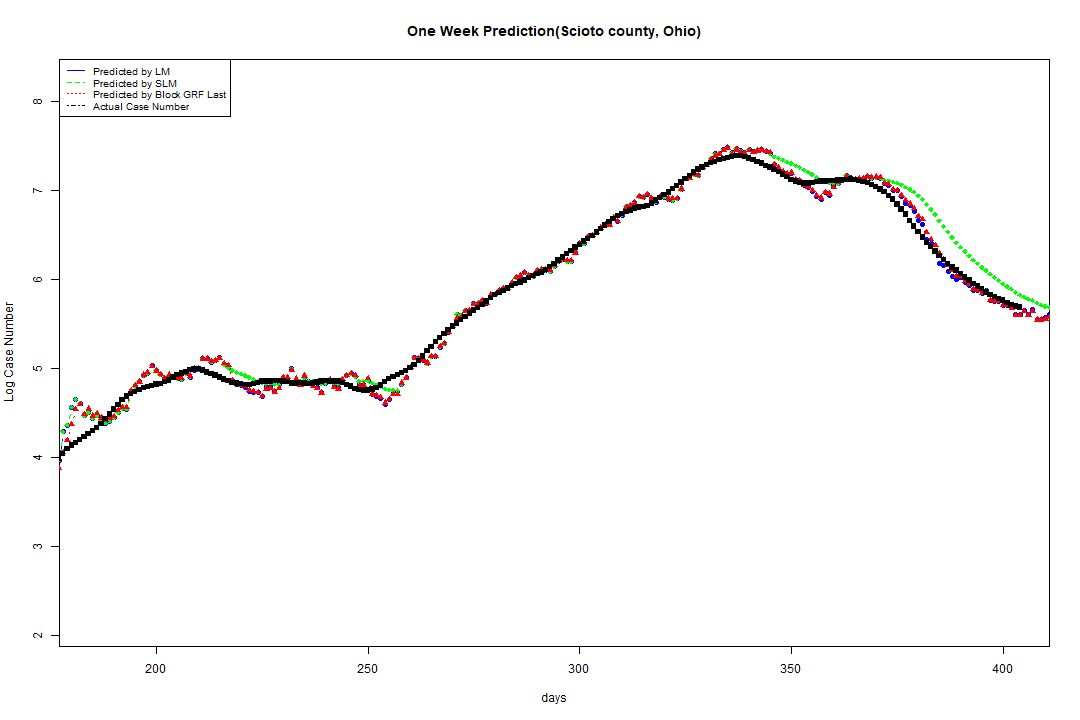 One Week Prediction(Scioto county, Ohio)
Predicted by LM
Predicted by SLM
Predicted by Block GRF Last
Actual Case Number
8
7
6
5
4
3
2
Log Case Number
200 250 300 350 400
days